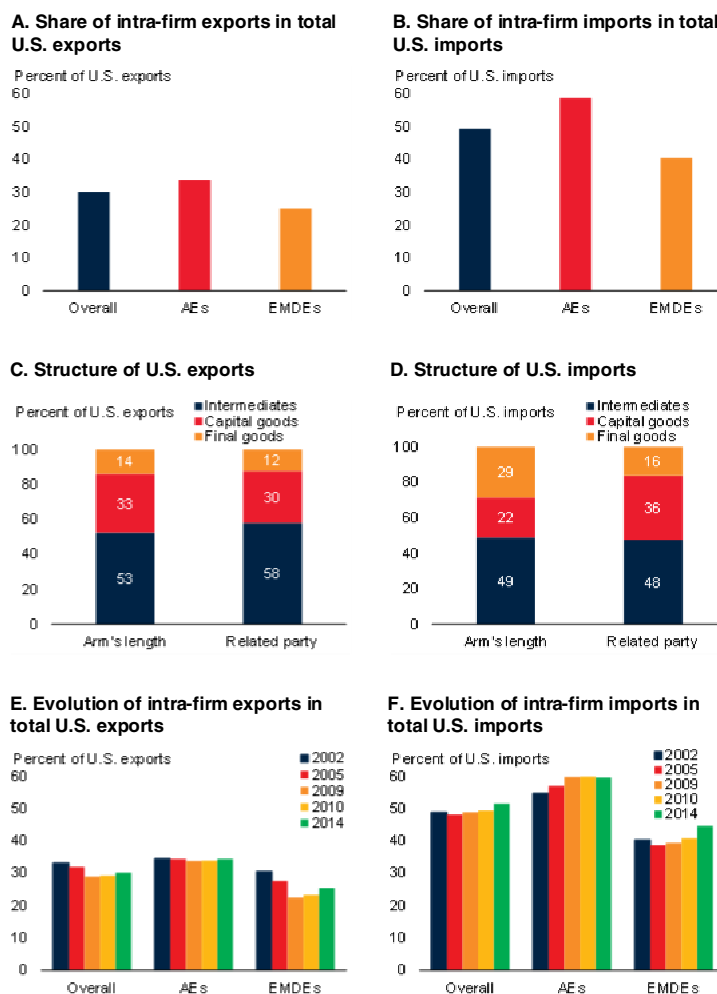 A. Share of intra-firm exports in total
U.S. exports
Percent of U.S. exports
60
50
40
30
20
10
0
Overall AEs EMDEs
B. Share of intra-firm imports in total
U.S. imports
Percent of U.S. imports
60
50
40
30
20
10
0
Overall AEs EMDEs
C. Structure of U.S. exports
Percent of U.S. exports
Intermediates
Capital goods
Final goods
100
80
60
40
20
0
14
33
53
12
30
58
Arm's length Related party
D. Structure of U.S. imports
Percent of U.S. imports
Intermediates
Capital goods
Final goods
100
80
60
40
20
0
29
22
49
16
36
48
Arm's length Related party
E. Evolution of intra-firm exports in
total U.S. exports
Percent of U.S. exports
2002
2005
2009
2010
2014
60
50
40
30
20
10
0
Overall AEs EMDEs
F. Evolution of intra-firm imports in
total U.S. imports
Percent of U.S. imports
2002
2005
2009
2010
2014
60
50
40
30
20
10
0
Overall AEs EMDEs